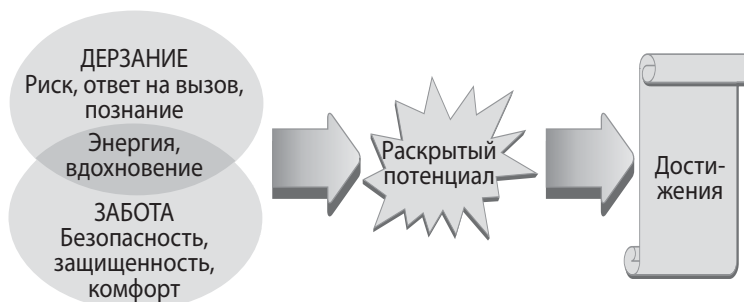 ДЕРЗАНИЕ
Риск, ответ на вызов,
познание
Энергия,
вдохновение
ЗАБОТА
Безопасность,
защищенность,
комфорт
Раскрытый
потенциал
Дости-
жения